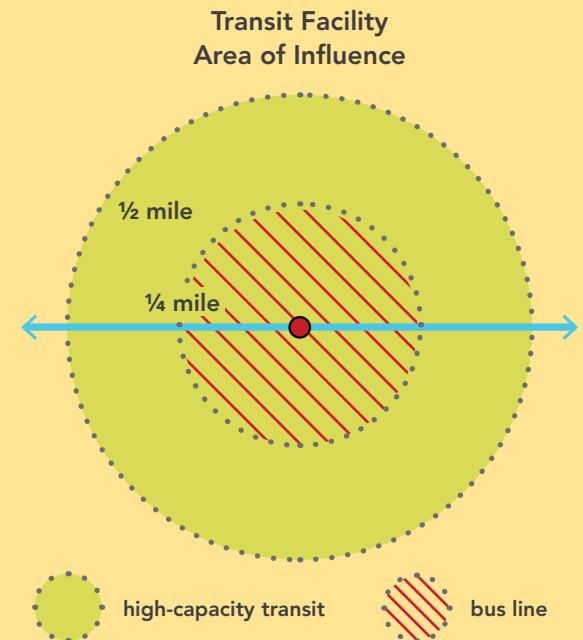 Transit Facility
Area of Influence
½ mile
¼ mile
high-capacity transit
bus line